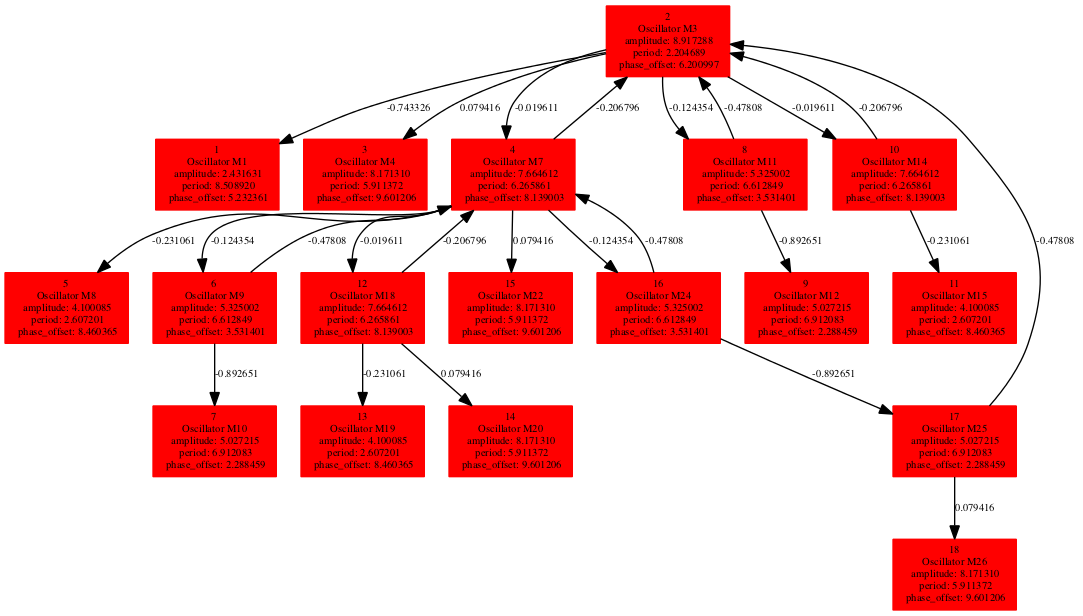 2
Oscillator M3
amplitude: 8.917288
period: 2.204689
phase_offset: 6.200997
-0.743326
0.079416
-0.019611
-0.206796
-0.124354
-0.47808
-0.019611
-0.206796
1
Oscillator M1
amplitude: 2.431631
period: 8.508920
phase_offset: 5.232361
3
Oscillator M4
amplitude: 8.171310
period: 5.911372
phase_offset: 9.601206
4
Oscillator M7
amplitude: 7.664612
period: 6.265861
phase_offset: 8.139003
8
Oscillator M11
amplitude: 5.325002
period: 6.612849
phase_offset: 3.531401
10
Oscillator M14
amplitude: 7.664612
period: 6.265861
phase_offset: 8.139003
-0.231061
-0.124354
-0.47808
-0.019611
-0.206796
0.079416
-0.124354
-0.47808
-0.892651
-0.231061
-0.47808
5
Oscillator M8
amplitude: 4.100085
period: 2.607201
phase_offset: 8.460365
6
Oscillator M9
amplitude: 5.325002
period: 6.612849
phase_offset: 3.531401
12
Oscillator M18
amplitude: 7.664612
period: 6.265861
phase_offset: 8.139003
15
Oscillator M22
amplitude: 8.171310
period: 5.911372
phase_offset: 9.601206
16
Oscillator M24
amplitude: 5.325002
period: 6.612849
phase_offset: 3.531401
9
Oscillator M12
amplitude: 5.027215
period: 6.912083
phase_offset: 2.288459
11
Oscillator M15
amplitude: 4.100085
period: 2.607201
phase_offset: 8.460365
-0.892651
-0.231061
0.079416
-0.892651
7
Oscillator M10
amplitude: 5.027215
period: 6.912083
phase_offset: 2.288459
13
Oscillator M19
amplitude: 4.100085
period: 2.607201
phase_offset: 8.460365
14
Oscillator M20
amplitude: 8.171310
period: 5.911372
phase_offset: 9.601206
17
Oscillator M25
amplitude: 5.027215
period: 6.912083
phase_offset: 2.288459
0.079416
18
Oscillator M26
amplitude: 8.171310
period: 5.911372
phase_offset: 9.601206